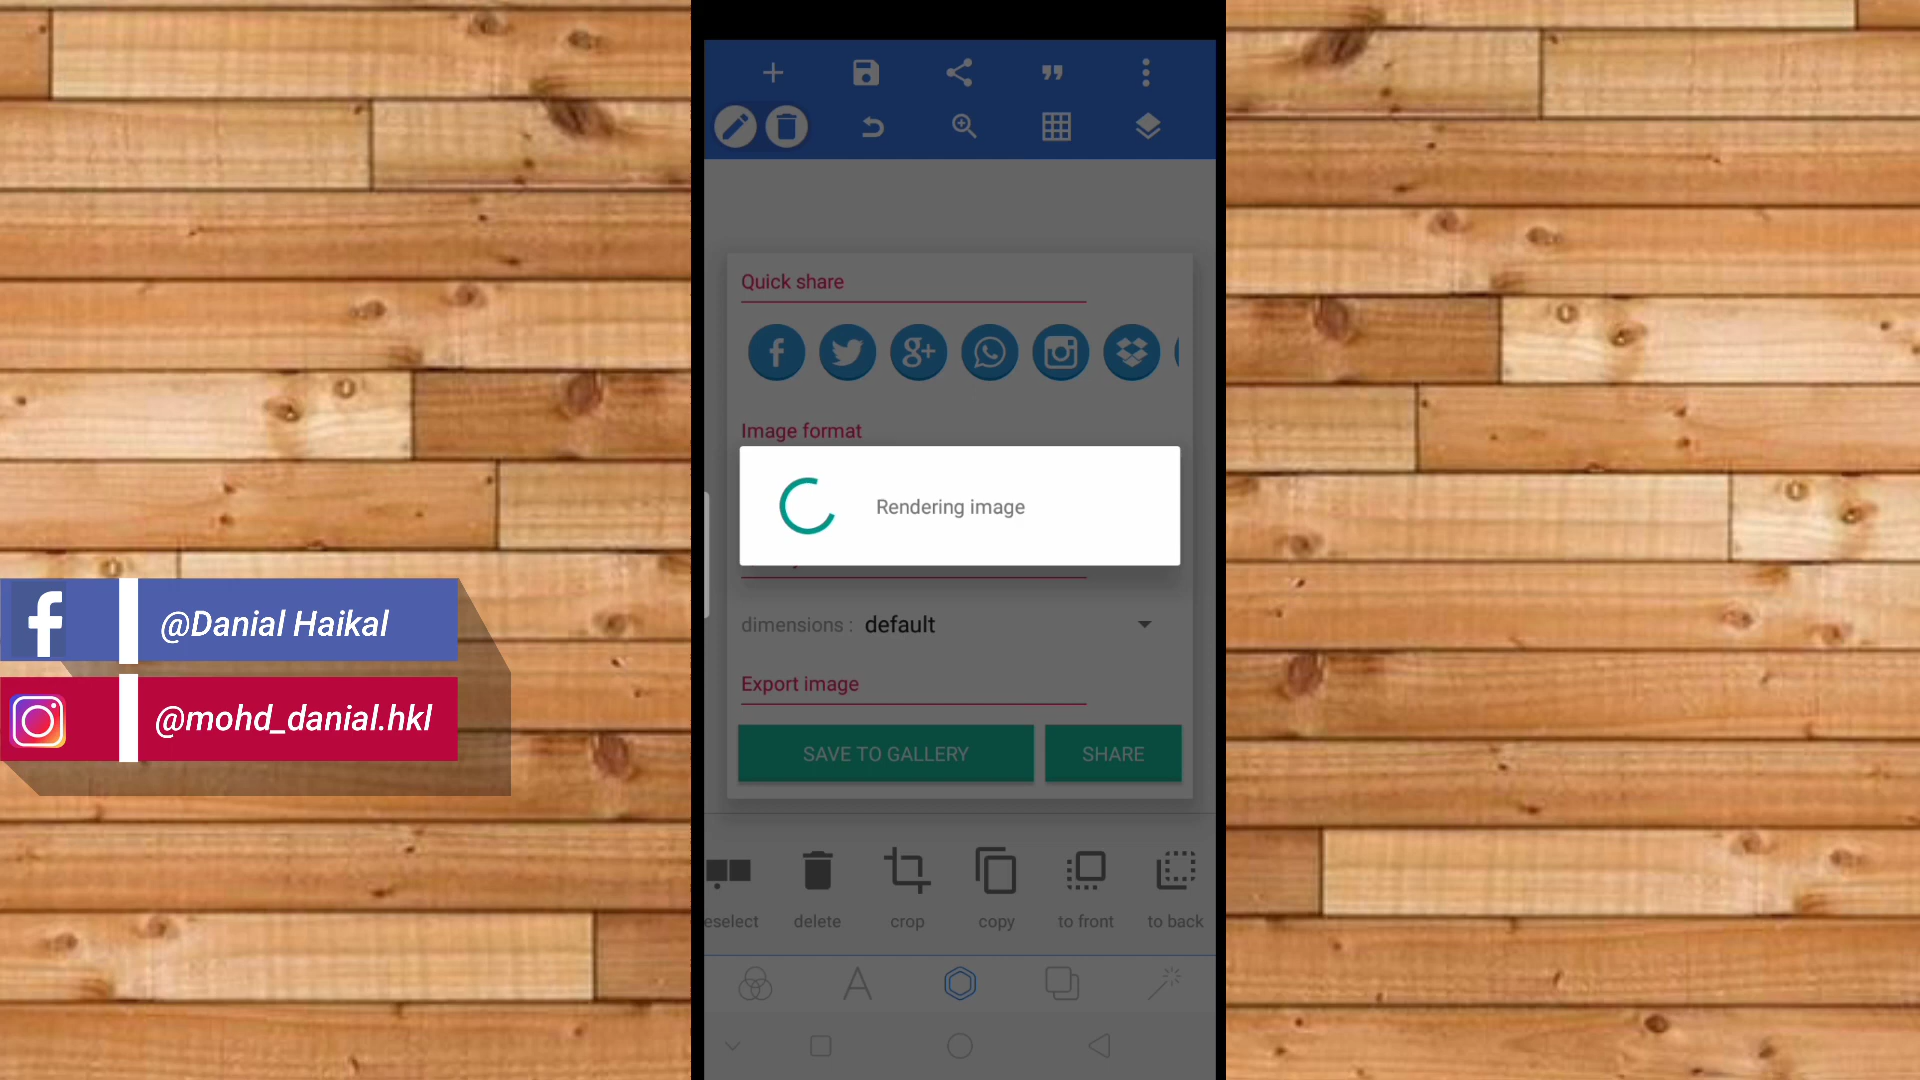 Quick share
Image format
Rendering image
dimensions : default
Export image
SAVE TO GALLERY
SHARE
eselect
delete
crop
copy
to front
to back
@Danial Haikal
@mohd_danial.hkl